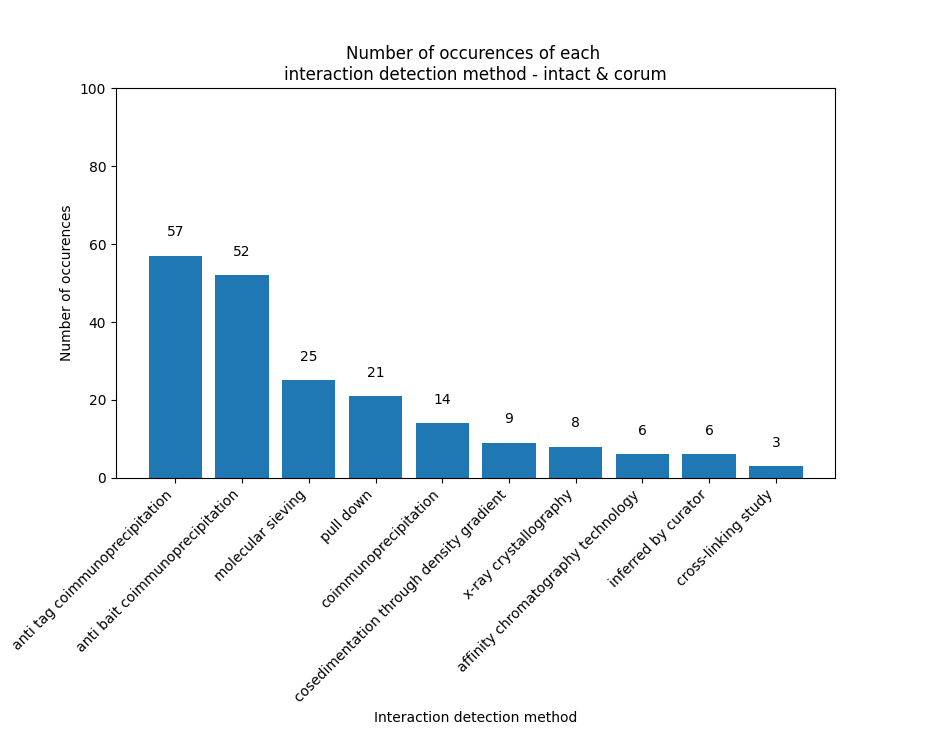 Number of occurences of each
interaction detection method - intact & corum
Number of occurences
100
80
60
40
20
0
57
52
25
21
14
9
8
6
6
3
anti tag coimmunoprecipitation
anti bait coimmunoprecipitation
molecular sieving
pull down
coimmunoprecipitation
cosedimentation through density gradient
x-ray crystallography
affinity chromatography technology
inferred by curator
cross-linking study
Interaction detection method